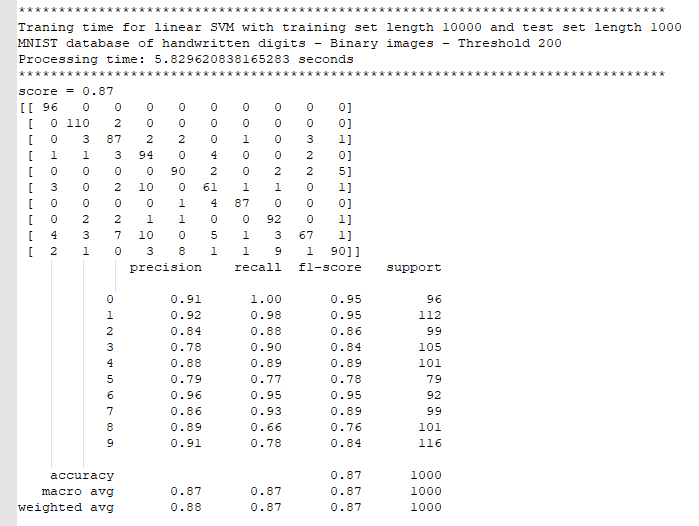 *********************************************************************************
Traning time for linear SVM with training set length 10000 and test set length 1000
MNIST database of handwritten digits - Binary images - Threshold 200
Processing time: 5.829620838165283 seconds
*********************************************************************************
score = 0.87
[[ 96   0   0   0   0   0   0   0   0   0]
 [  0 110   2   0   0   0   0   0   0   0]
 [  0   3  87   2   2   0   1   0   3   1]
 [  1   1   3  94   0   4   0   0   2   0]
 [  0   0   0   0  90   2   0   2   2   5]
 [  3   0   2  10   0  61   1   1   0   1]
 [  0   0   0   0   1   4  87   0   0   0]
 [  0   2   2   1   1   0   0  92   0   1]
 [  4   3   7  10   0   5   1   3  67   1]
 [  2   1   0   3   8   1   1   9   1  90]]
              precision    recall  f1-score   support
           0       0.91      1.00      0.95        96
           1       0.92      0.98      0.95       112
           2       0.84      0.88      0.86        99
           3       0.78      0.90      0.84       105
           4       0.88      0.89      0.89       101
           5       0.79      0.77      0.78        79
           6       0.96      0.95      0.95        92
           7       0.86      0.93      0.89        99
           8       0.89      0.66      0.76       101
           9       0.91      0.78      0.84       116
    accuracy                           0.87      1000
   macro avg       0.87      0.87      0.87      1000
weighted avg       0.88      0.87      0.87      1000